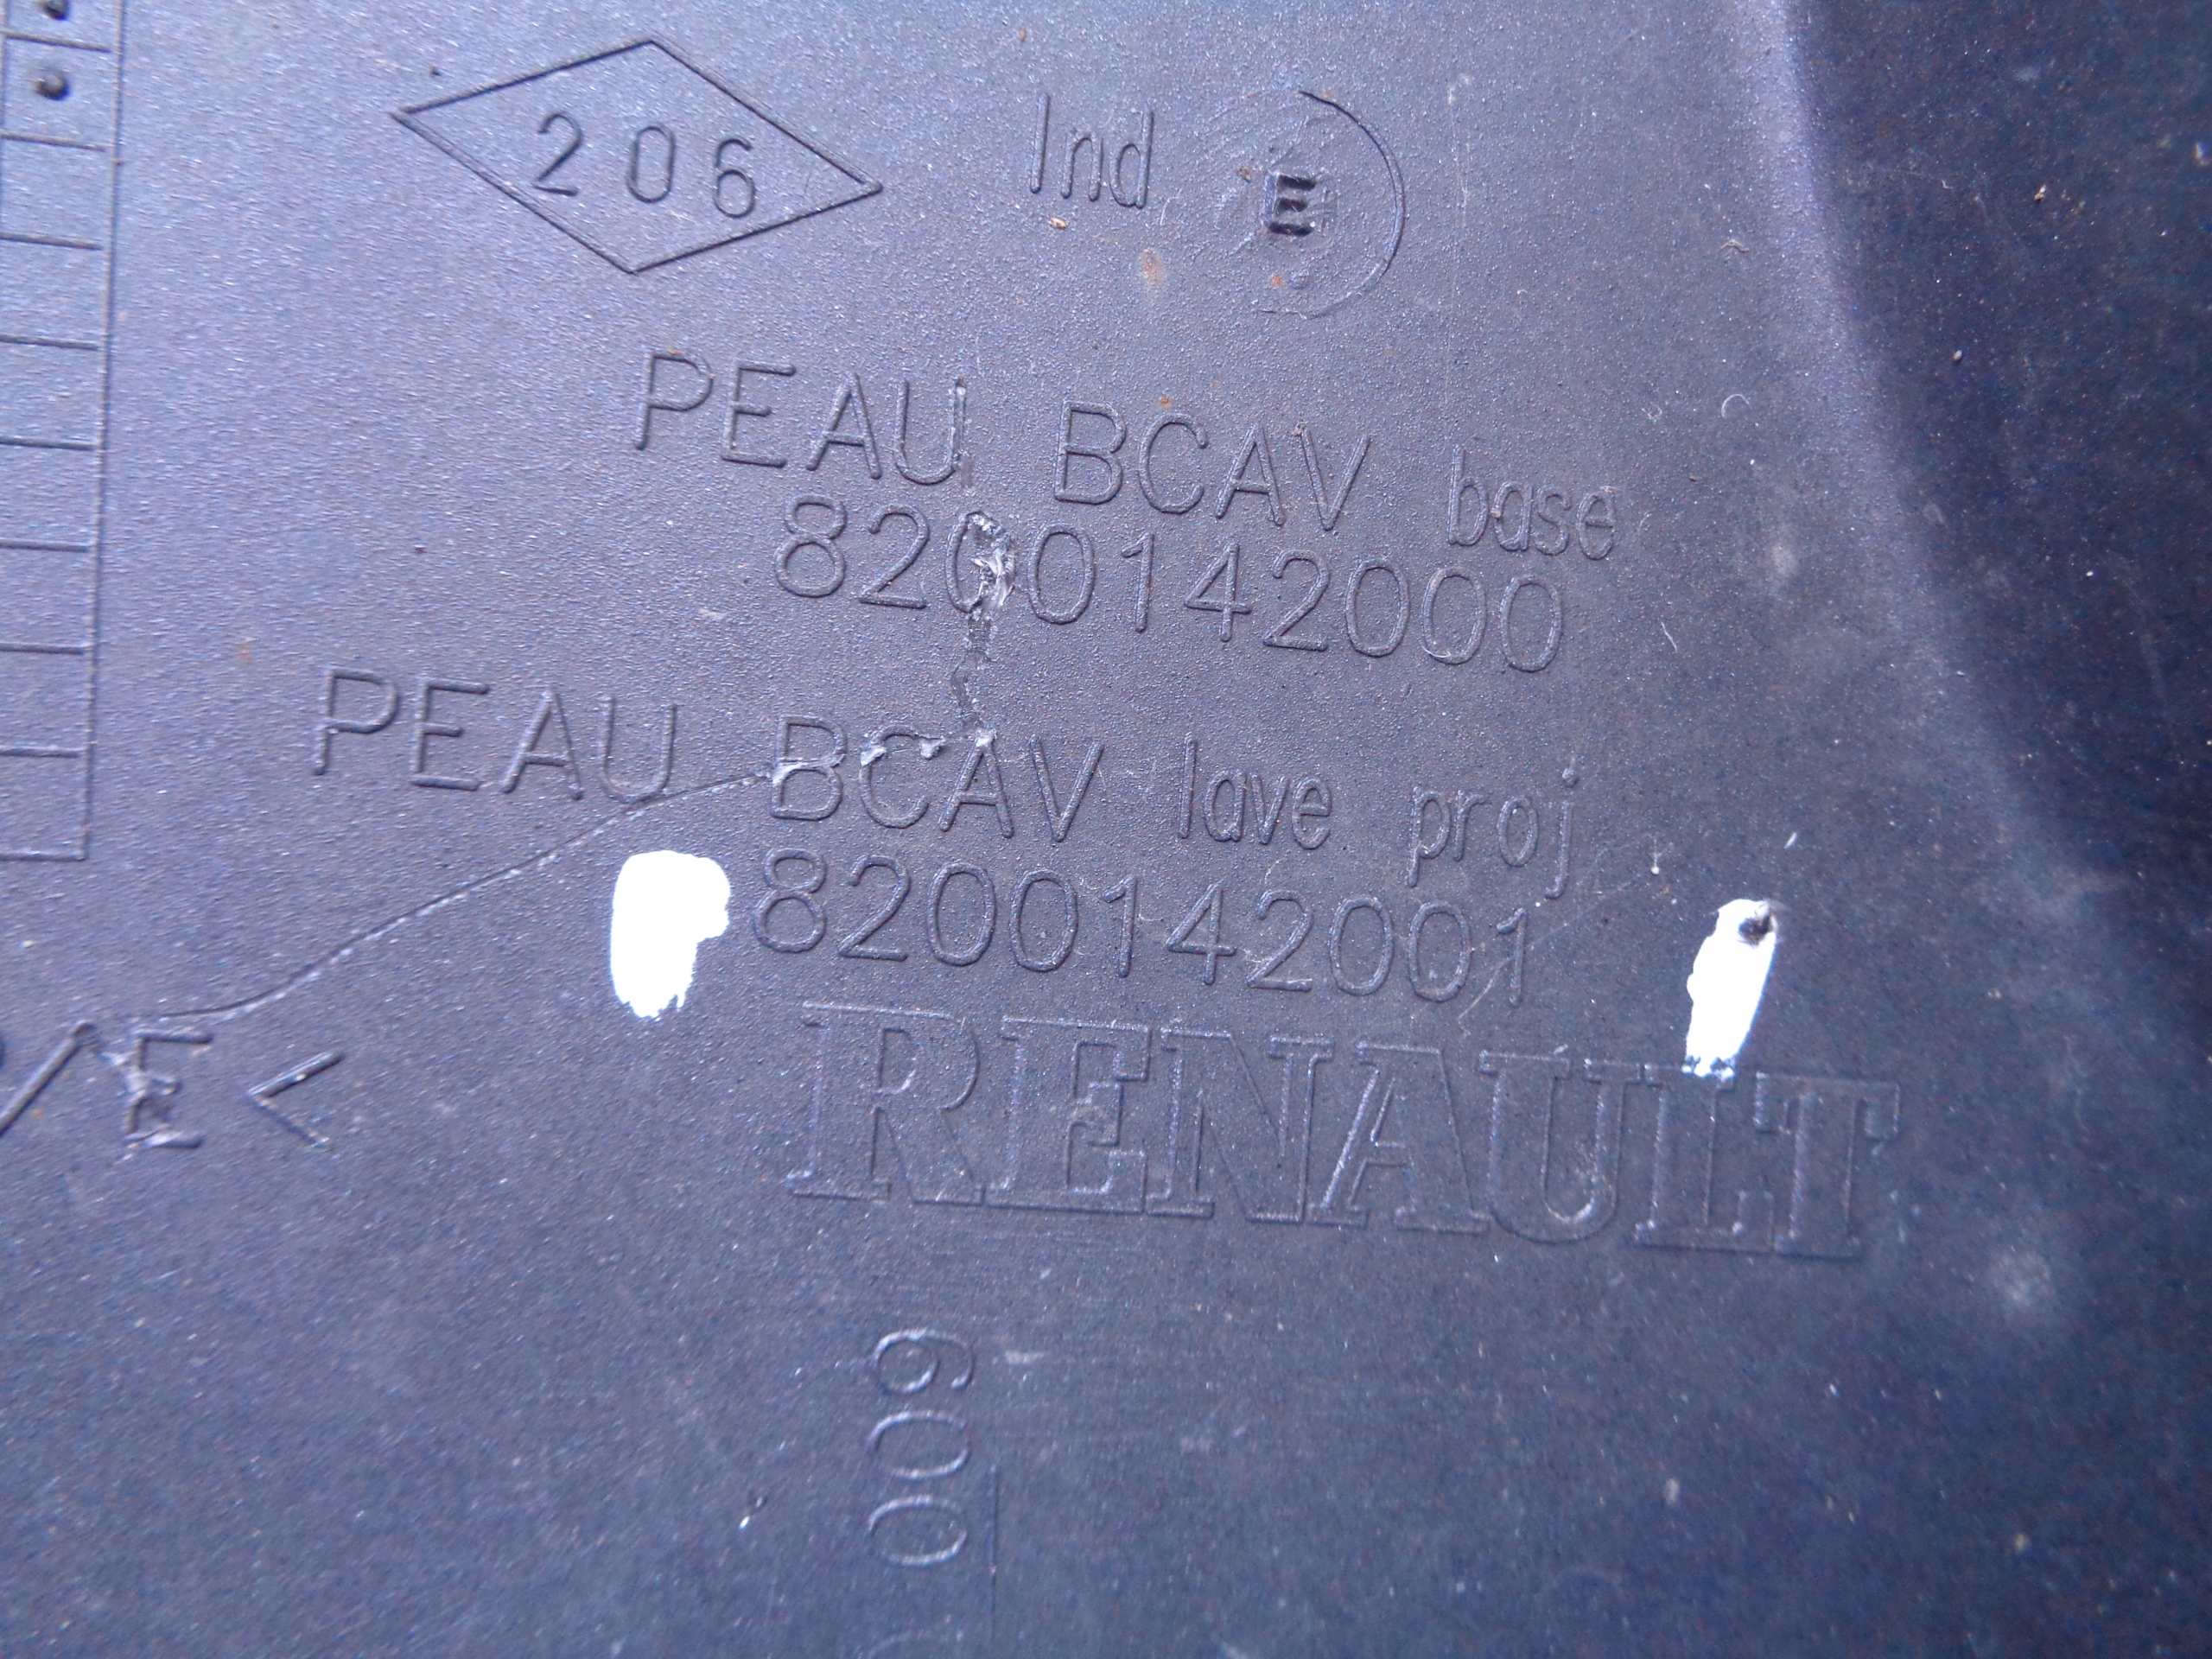 206 Ind E
PEAU BCAV base
8200142000
PEAU BCAV lave proj
8200142001
/E<
RENAULT
600